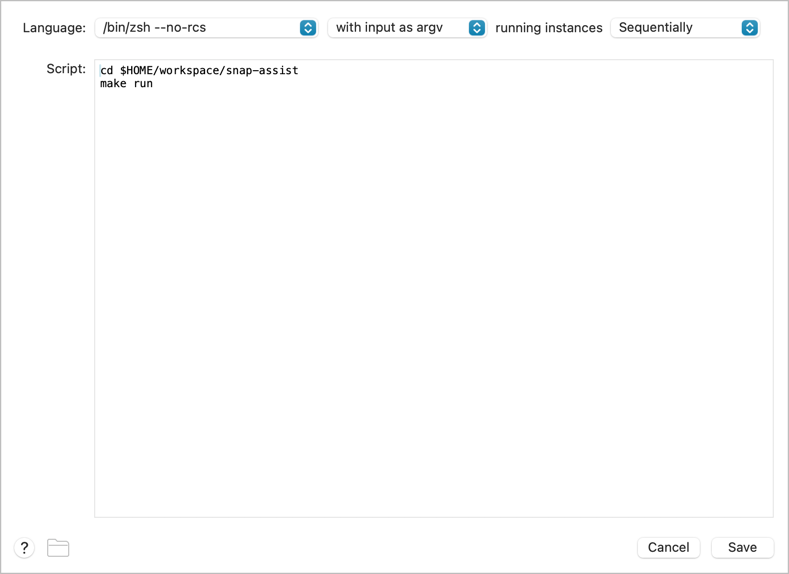 Language: /bin/zsh --no-rcs with input as argv running instances Sequentially
Script: cd $HOME/workspace/snap-assist
make run
? Cancel Save